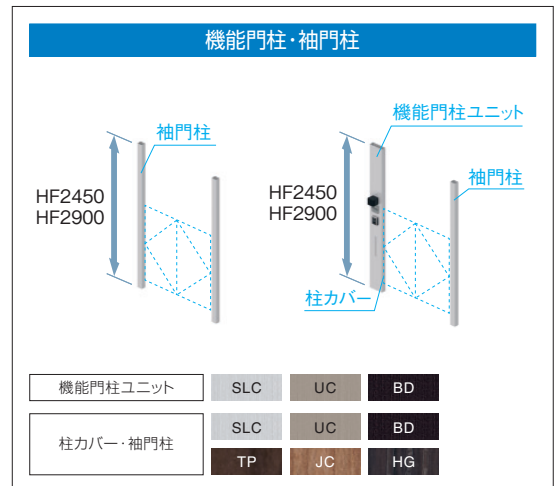 機能門柱・袖門柱
袖門柱
HF2450
HF2900
機能門柱ユニット
袖門柱
HF2450
HF2900
柱カバー
機能門柱ユニット SLC UC BD
柱カバー・袖門柱 SLC UC BD
TP JC HG